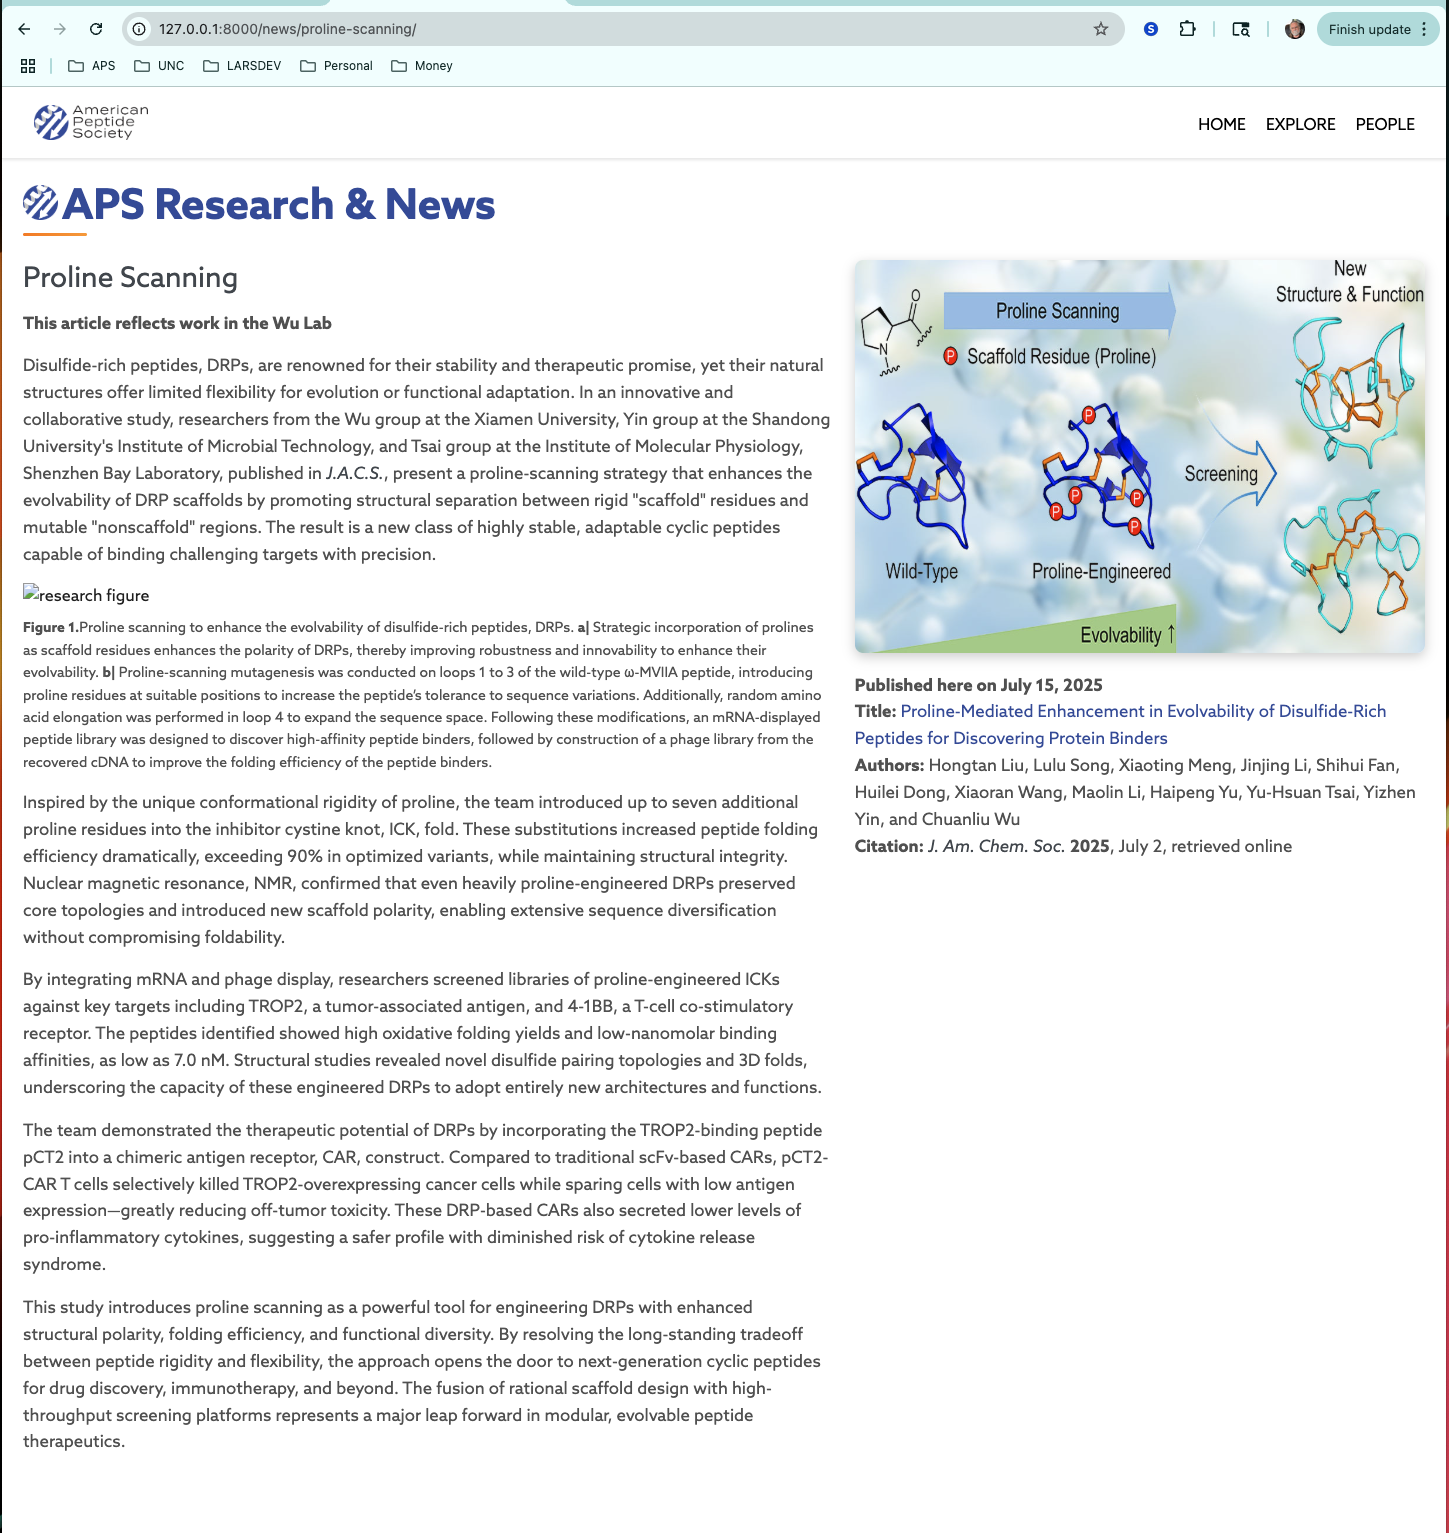 127.0.0.1:8000/news/proline-scanning/
S
Finish update
APS
UNC
LARSDEV
Personal
Money
American
Peptide
Society
HOME
EXPLORE
PEOPLE
APS Research & News
Proline Scanning
This article reflects work in the Wu Lab
Disulfide-rich peptides, DRPs, are renowned for their stability and therapeutic promise, yet their natural
structures offer limited flexibility for evolution or functional adaptation. In an innovative and
collaborative study, researchers from the Wu group at the Xiamen University, Yin group at the Shandong
University's Institute of Microbial Technology, and Tsai group at the Institute of Molecular Physiology,
Shenzhen Bay Laboratory, published in J.A.C.S., present a proline-scanning strategy that enhances the
evolvability of DRP scaffolds by promoting structural separation between rigid "scaffold" residues and
mutable "nonscaffold" regions. The result is a new class of highly stable, adaptable cyclic peptides
capable of binding challenging targets with precision.
research figure
Figure 1.Proline scanning to enhance the evolvability of disulfide-rich peptides, DRPs. a| Strategic incorporation of prolines
as scaffold residues enhances the polarity of DRPs, thereby improving robustness and innovability to enhance their
evolvability. b| Proline-scanning mutagenesis was conducted on loops 1 to 3 of the wild-type ω-MVIIA peptide, introducing
proline residues at suitable positions to increase the peptide’s tolerance to sequence variations. Additionally, random amino
acid elongation was performed in loop 4 to expand the sequence space. Following these modifications, an mRNA-displayed
peptide library was designed to discover high-affinity peptide binders, followed by construction of a phage library from the
recovered cDNA to improve the folding efficiency of the peptide binders.
Inspired by the unique conformational rigidity of proline, the team introduced up to seven additional
proline residues into the inhibitor cystine knot, ICK, fold. These substitutions increased peptide folding
efficiency dramatically, exceeding 90% in optimized variants, while maintaining structural integrity.
Nuclear magnetic resonance, NMR, confirmed that even heavily proline-engineered DRPs preserved
core topologies and introduced new scaffold polarity, enabling extensive sequence diversification
without compromising foldability.
By integrating mRNA and phage display, researchers screened libraries of proline-engineered ICKs
against key targets including TROP2, a tumor-associated antigen, and 4-1BB, a T-cell co-stimulatory
receptor. The peptides identified showed high oxidative folding yields and low-nanomolar binding
affinities, as low as 7.0 nM. Structural studies revealed novel disulfide pairing topologies and 3D folds,
underscoring the capacity of these engineered DRPs to adopt entirely new architectures and functions.
The team demonstrated the therapeutic potential of DRPs by incorporating the TROP2-binding peptide
pCT2 into a chimeric antigen receptor, CAR, construct. Compared to traditional scFv-based CARs, pCT2-
CAR T cells selectively killed TROP2-overexpressing cancer cells while sparing cells with low antigen
expression—greatly reducing off-tumor toxicity. These DRP-based CARs also secreted lower levels of
pro-inflammatory cytokines, suggesting a safer profile with diminished risk of cytokine release
syndrome.
This study introduces proline scanning as a powerful tool for engineering DRPs with enhanced
structural polarity, folding efficiency, and functional diversity. By resolving the long-standing tradeoff
between peptide rigidity and flexibility, the approach opens the door to next-generation cyclic peptides
for drug discovery, immunotherapy, and beyond. The fusion of rational scaffold design with high-
throughput screening platforms represents a major leap forward in modular, evolvable peptide
therapeutics.
New
Structure & Function
O
N
Proline Scanning
P Scaffold Residue (Proline)
P
P
P
P
P
Screening
Wild-Type
Proline-Engineered
Evolvability ↑
Published here on July 15, 2025
Title: Proline-Mediated Enhancement in Evolvability of Disulfide-Rich
Peptides for Discovering Protein Binders
Authors: Hongtan Liu, Lulu Song, Xiaoting Meng, Jinjing Li, Shihui Fan,
Huilei Dong, Xiaoran Wang, Maolin Li, Haipeng Yu, Yu-Hsuan Tsai, Yizhen
Yin, and Chuanliu Wu
Citation: J. Am. Chem. Soc. 2025, July 2, retrieved online